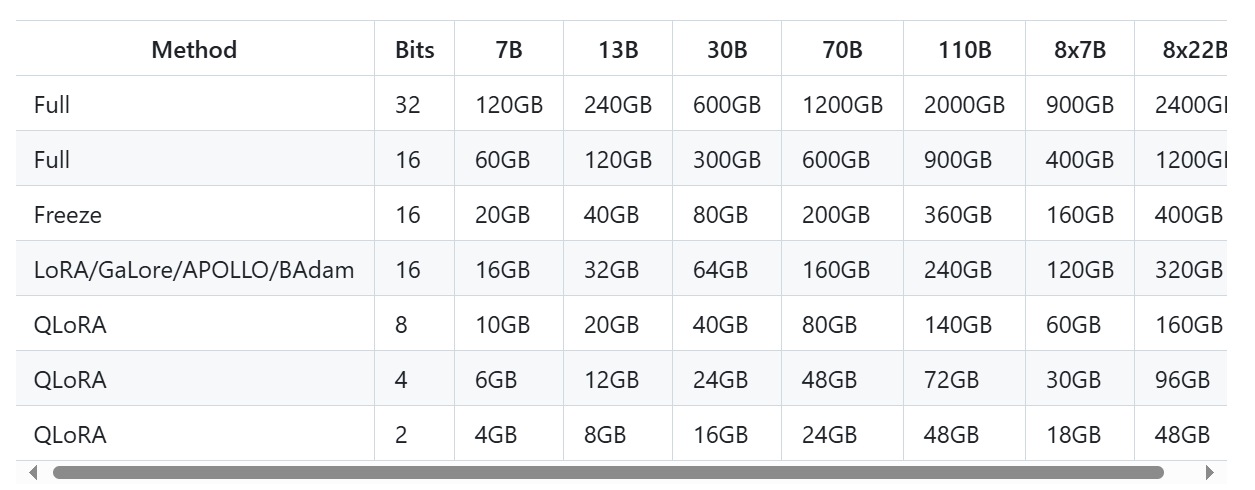 Method Bits 7B 13B 30B 70B 110B 8x7B 8x22B
Full 32 120GB 240GB 600GB 1200GB 2000GB 900GB 2400G
Full 16 60GB 120GB 300GB 600GB 900GB 400GB 1200G
Freeze 16 20GB 40GB 80GB 200GB 360GB 160GB 400GB
LoRA/GaLore/APOLLO/BAdam 16 16GB 32GB 64GB 160GB 240GB 120GB 320GB
QLoRA 8 10GB 20GB 40GB 80GB 140GB 60GB 160GB
QLoRA 4 6GB 12GB 24GB 48GB 72GB 30GB 96GB
QLoRA 2 4GB 8GB 16GB 24GB 48GB 18GB 48GB